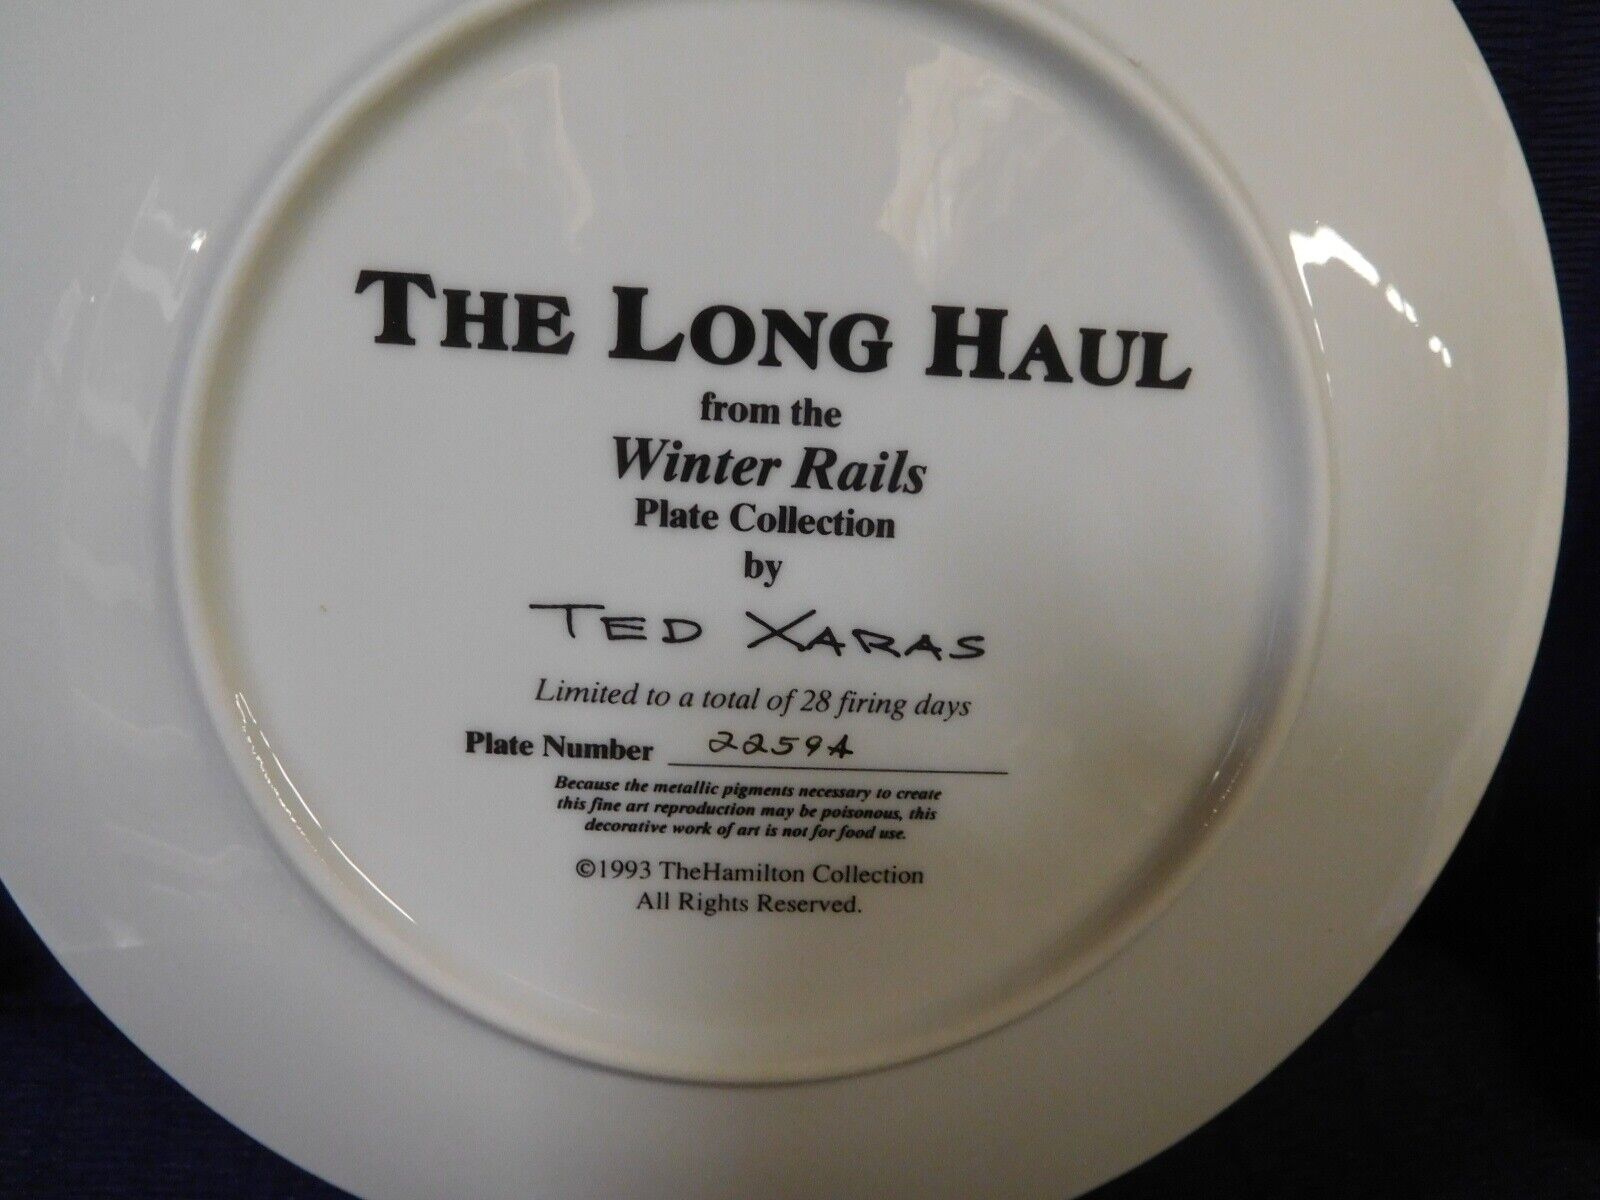 THE LONG HAUL
from the
Winter Rails
Plate Collection
by
TED XARAS
Limited to a total of 28 firing days
Plate Number 2259A
Because the metallic pigments necessary to create
this fine art reproduction may be poisonous, this
decorative work of art is not for food use.
©1993 TheHamilton Collection
All Rights Reserved.